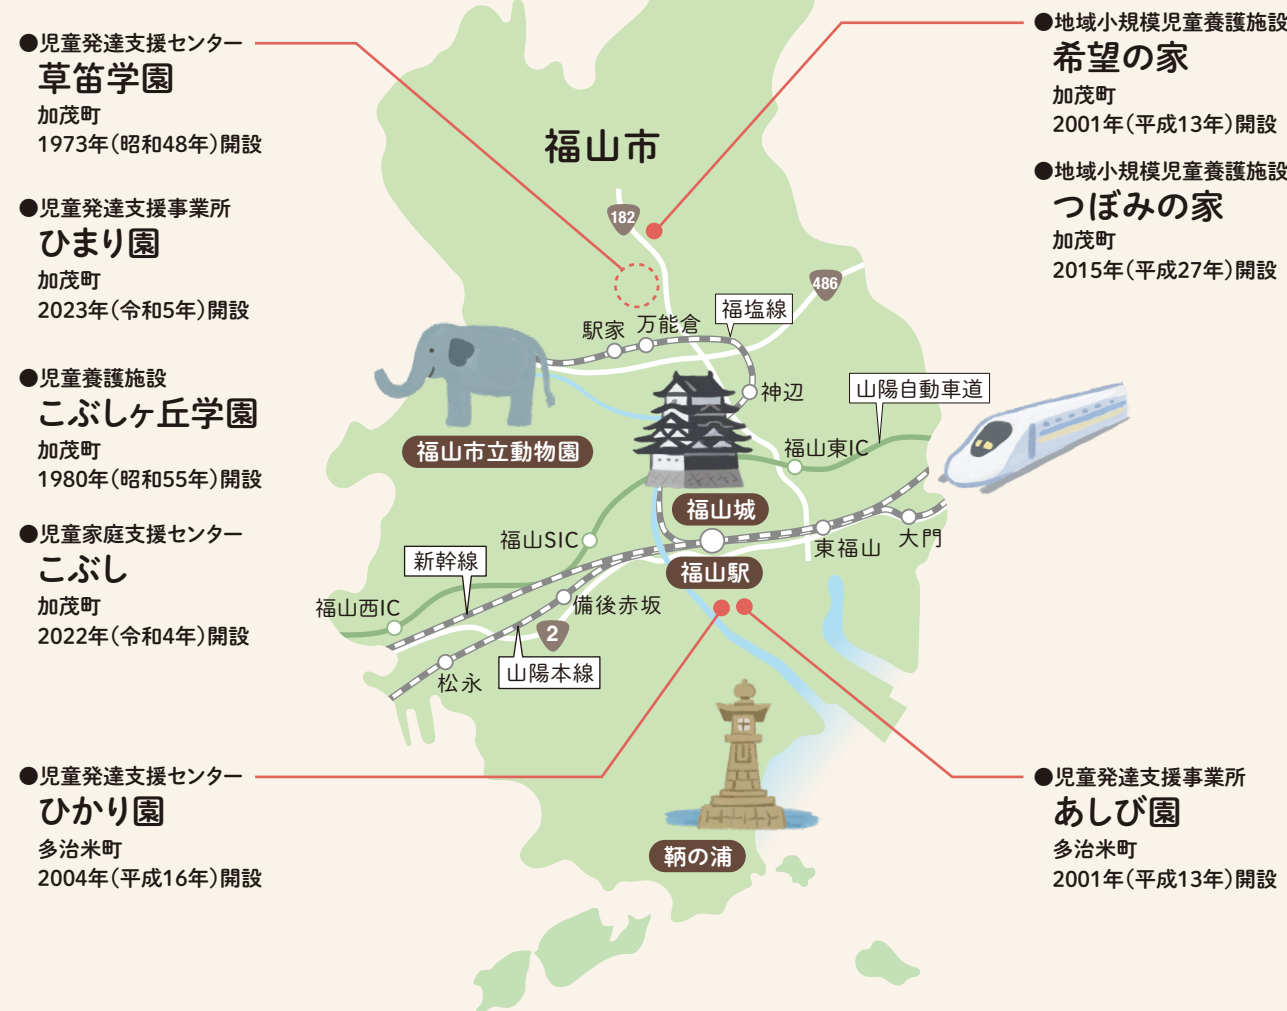 ●児童発達支援センター
草笛学園
加茂町
1973年(昭和48年)開設
●児童発達支援事業所
ひまり園
加茂町
2023年(令和5年)開設
●児童養護施設
こぶしヶ丘学園
加茂町
1980年(昭和55年)開設
●児童家庭支援センター
こぶし
加茂町
2022年(令和4年)開設
●児童発達支援センター
ひかり園
多治米町
2004年(平成16年)開設
●地域小規模児童養護施設
希望の家
加茂町
2001年(平成13年)開設
●地域小規模児童養護施設
つぼみの家
加茂町
2015年(平成27年)開設
●児童発達支援事業所
あしび園
多治米町
2001年(平成13年)開設
福山市
182
486
福塩線
駅家
万能倉
神辺
山陽自動車道
福山市立動物園
福山東IC
福山城
福山SIC
東福山
大門
新幹線
福山駅
福山西IC
備後赤坂
2
山陽本線
松永
鞆の浦